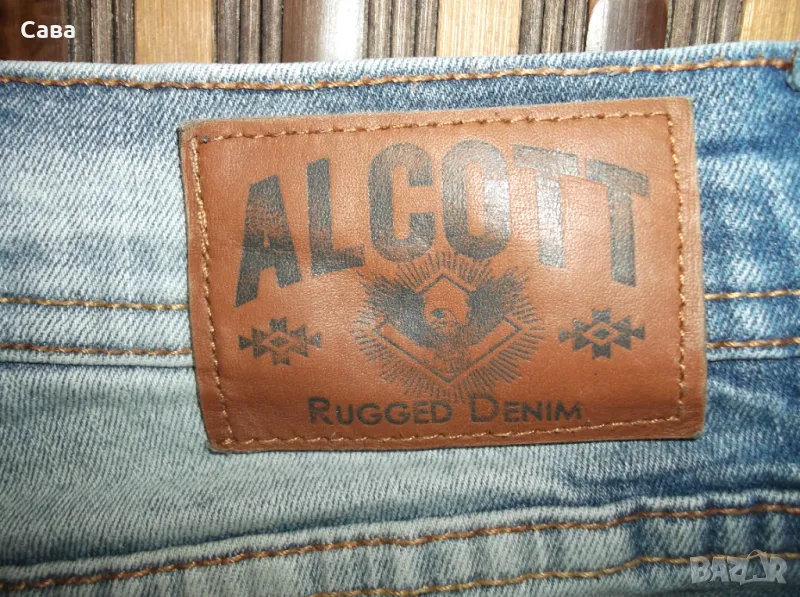 Сава
ALCOTT
RUGGED DENIM
BAZAR